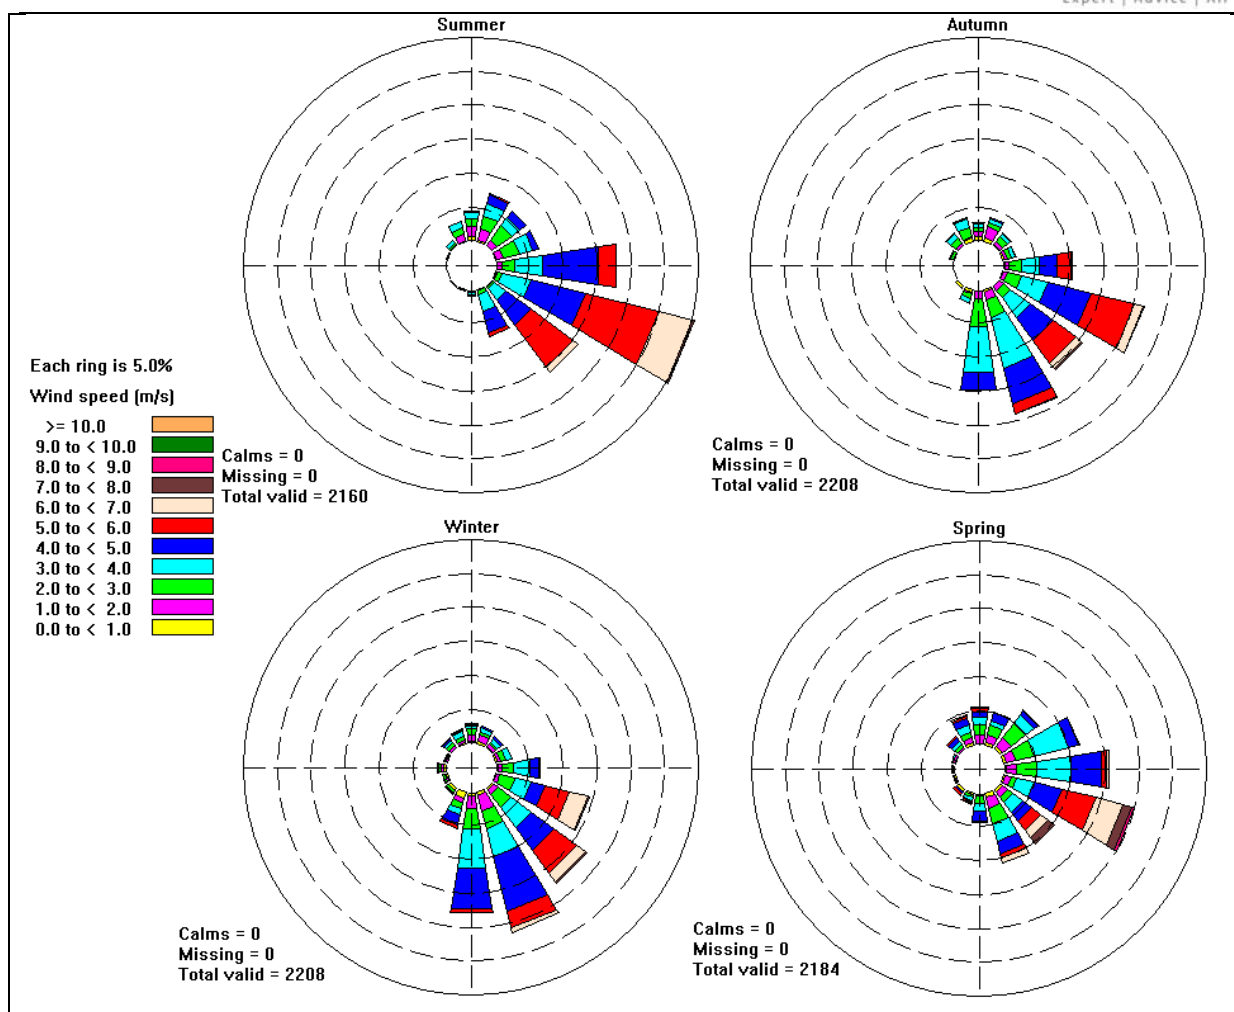 Expert | Advice | Air
Summer
Autumn
Each ring is 5.0%
Wind speed (m/s)
>= 10.0
9.0 to < 10.0
8.0 to < 9.0
7.0 to < 8.0
6.0 to < 7.0
5.0 to < 6.0
4.0 to < 5.0
3.0 to < 4.0
2.0 to < 3.0
1.0 to < 2.0
0.0 to < 1.0
Calms = 0
Missing = 0
Total valid = 2160
Calms = 0
Missing = 0
Total valid = 2208
Winter
Spring
Calms = 0
Missing = 0
Total valid = 2208
Calms = 0
Missing = 0
Total valid = 2184